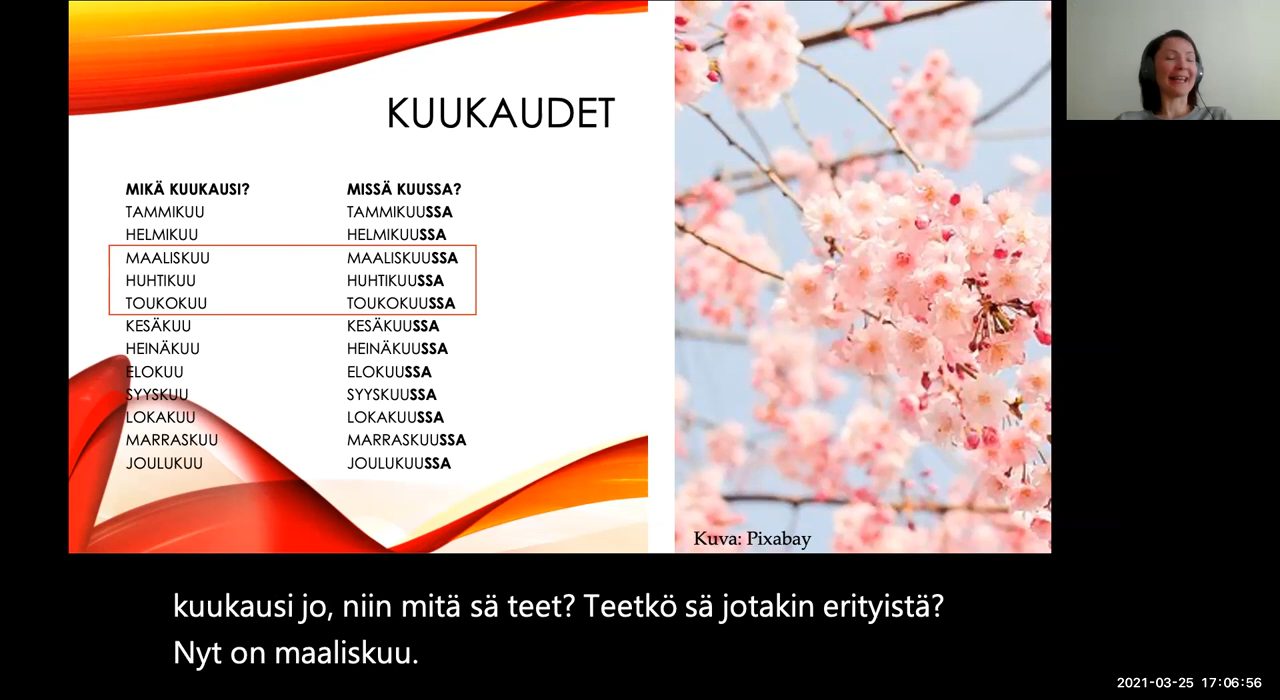 KUUKAUDET
MIKÄ KUUKAUSI? MISSÄ KUUSSA?
TAMMIKUU TAMMIKUUSSA
HELMIKUU HELMIKUUSSA
MAALISKUU MAALISKUUSSA
HUHTIKUU HUHTIKUUSSA
TOUKOKUU TOUKOKUUSSA
KESÄKUU KESÄKUUSSA
HEINÄKUU HEINÄKUUSSA
ELOKUU ELOKUUSSA
SYYSKUU SYYSKUUSSA
LOKAKUU LOKAKUUSSA
MARRASKUU MARRASKUUSSA
JOULUKUU JOULUKUUSSA
Kuva: Pixabay
kuukausi jo, niin mitä sä teet? Teetkö sä jotakin erityistä?
Nyt on maaliskuu.
2021-03-25 17:06:56